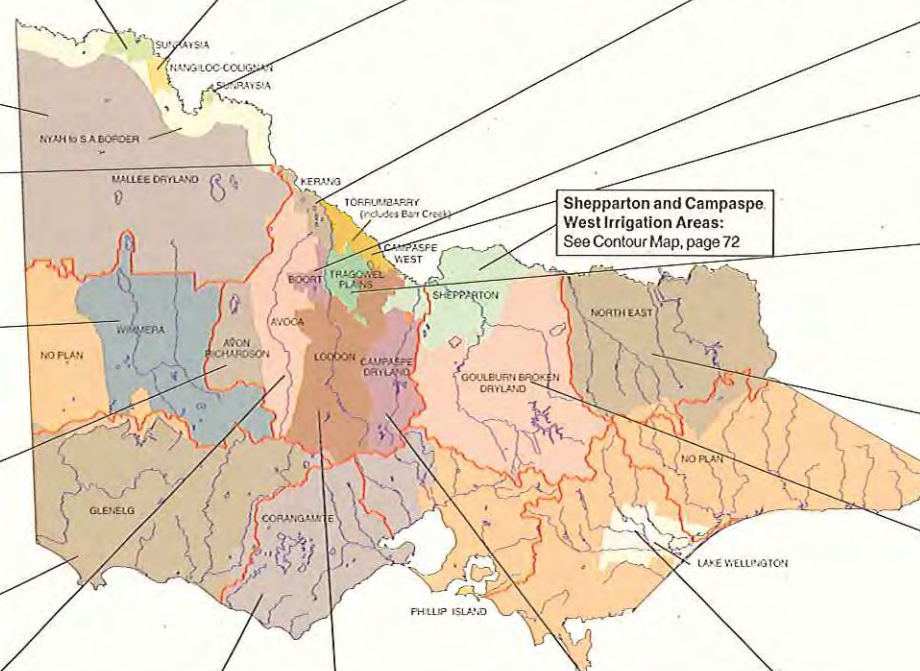 SUNRAYSIA
NANGILOC-COLIGNAN
SUNRAYSIA
NYAH to S.A.BORDER
MALLEE DRYLAND
KERANG
TORRUMBARRY
(includes Barr Creek)
Shepparton and Campaspe
West Irrigation Areas:
See Contour Map, page 72
CAMPASPE
WEST
BOORT
TRAGOWEL
PLAINS
SHEPPARTON
NORTH EAST
WIMMERA
AVOCA
AVON
RICHARDSON
NO PLAN
LODDON
CAMPASPE
DRYLAND
GOULBURN BROKEN
DRYLAND
NO PLAN
GLENELG
CORANGAMITE
LAKE WELLINGTON
PHILLIP ISLAND